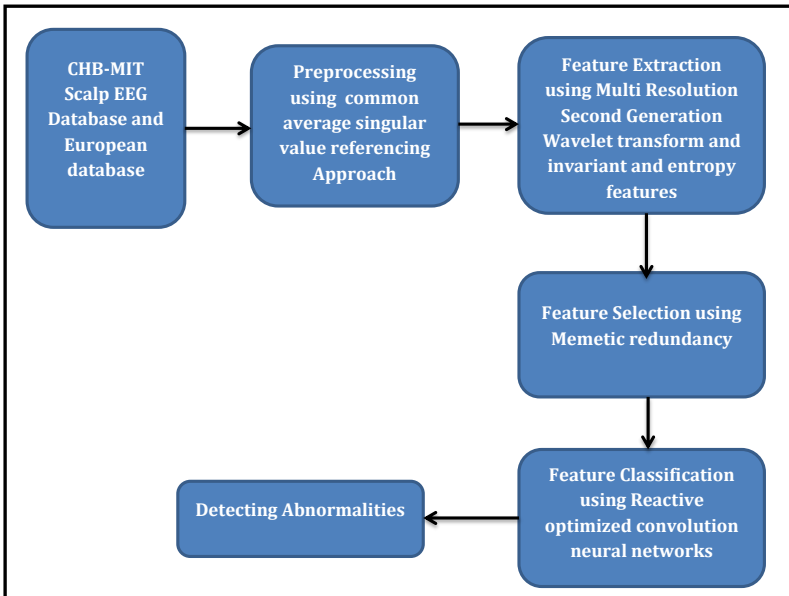 CHB-MIT
Scalp EEG
Database and
European
database
Preprocessing
using common
average singular
value referencing
Approach
Feature Extraction
using Multi Resolution
Second Generation
Wavelet transform and
invariant and entropy
features
Feature Selection using
Memetic redundancy
Feature Classification
using Reactive
optimized convolution
neural networks
Detecting Abnormalities